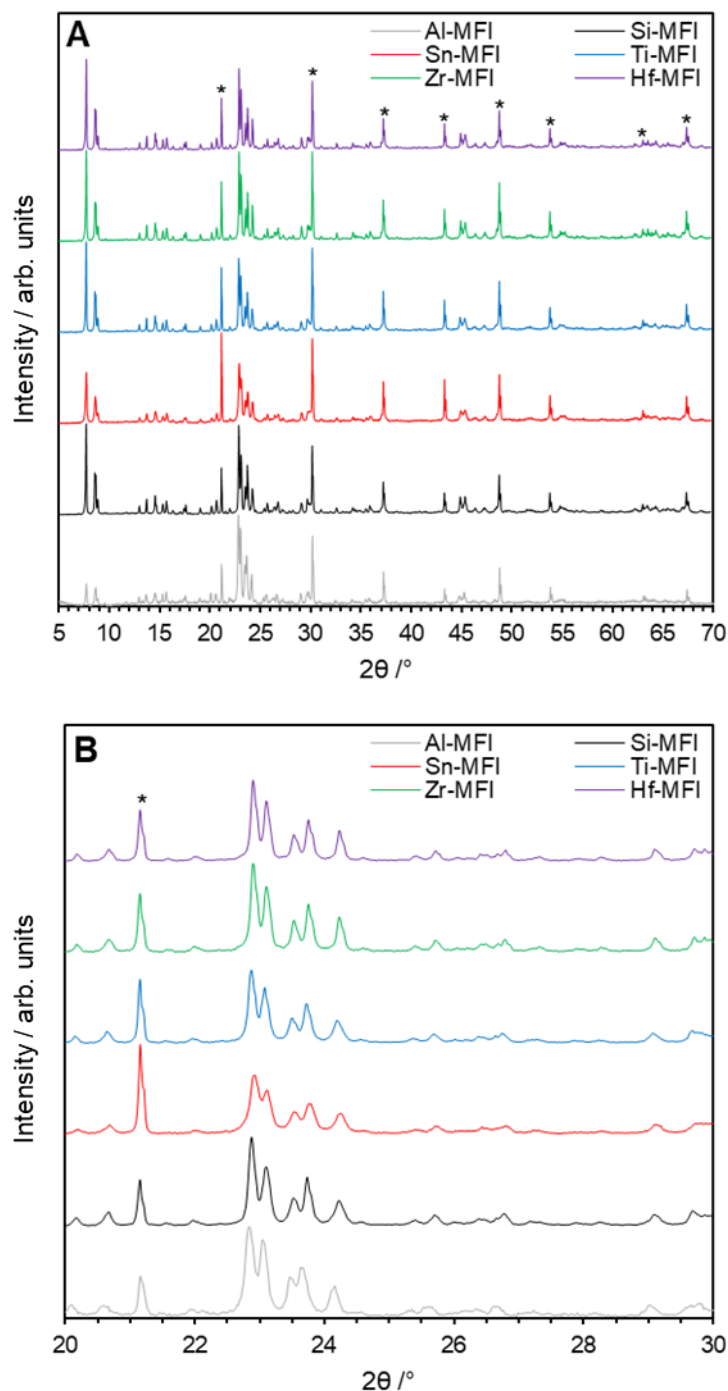 A
Al-MFI Si-MFI
Sn-MFI Ti-MFI
Zr-MFI Hf-MFI
* * * * * * * *
Intensity / arb. units
5 10 15 20 25 30 35 40 45 50 55 60 65 70
2θ /°
B
Al-MFI Si-MFI
Sn-MFI Ti-MFI
Zr-MFI Hf-MFI
*
Intensity / arb. units
20 22 24 26 28 30
2θ /°